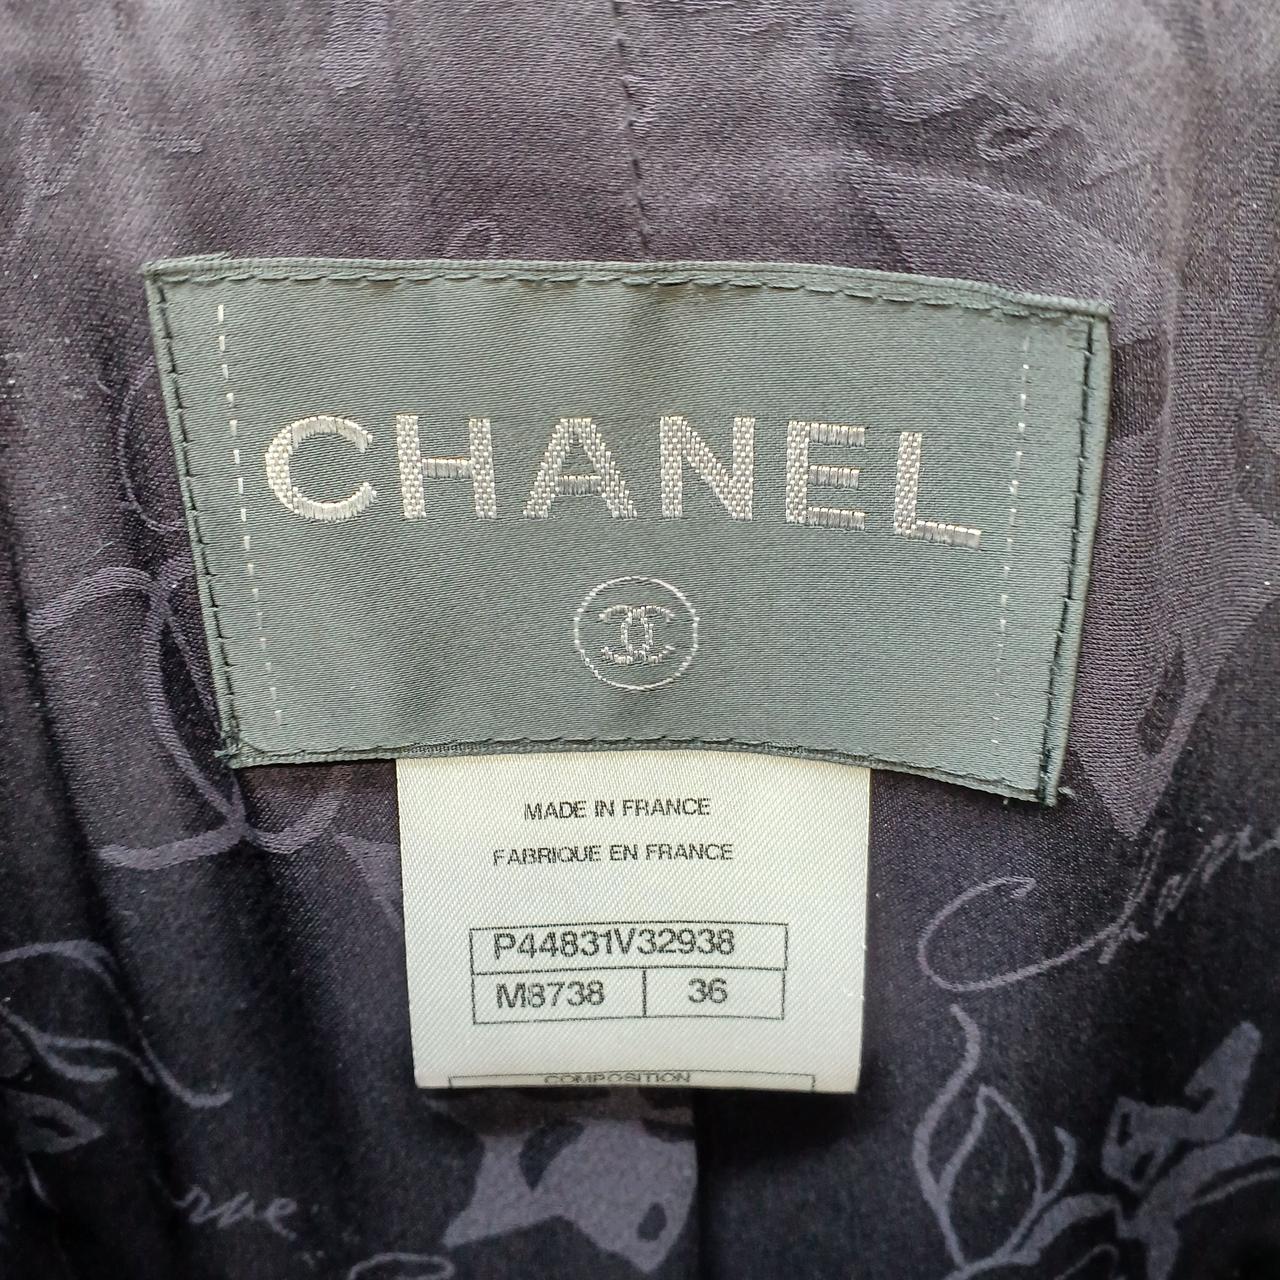 CHANEL
MADE IN FRANCE
FABRIQUE EN FRANCE
P44831V32938
M8738 36
COMPOSITION